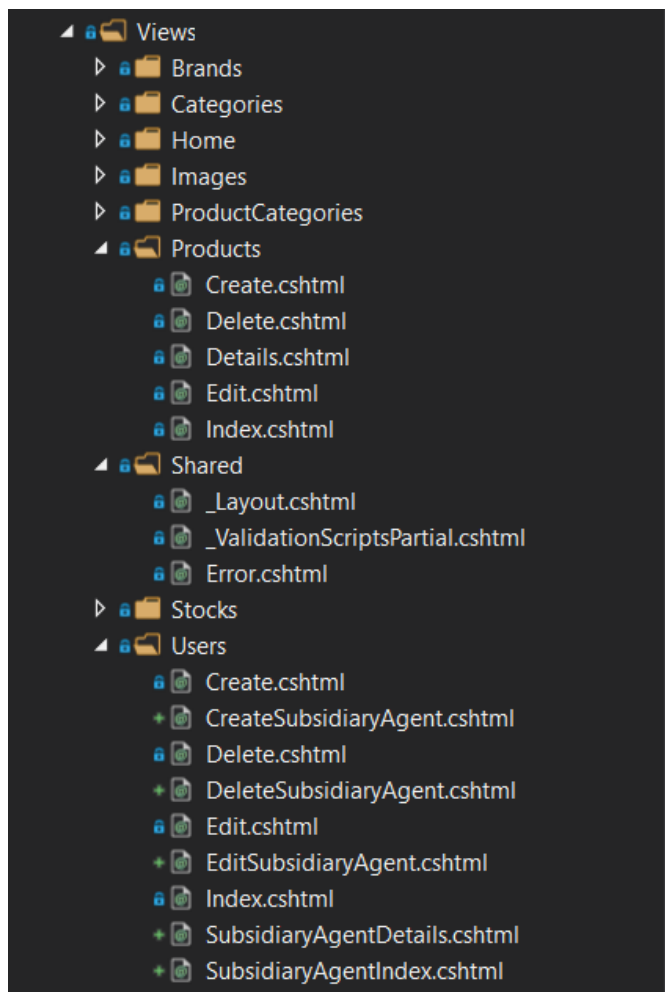 Views
Brands
Categories
Home
Images
ProductCategories
Products
Create.cshtml
Delete.cshtml
Details.cshtml
Edit.cshtml
Index.cshtml
Shared
_Layout.cshtml
_ValidationScriptsPartial.cshtml
Error.cshtml
Stocks
Users
Create.cshtml
CreateSubsidiaryAgent.cshtml
Delete.cshtml
DeleteSubsidiaryAgent.cshtml
Edit.cshtml
EditSubsidiaryAgent.cshtml
Index.cshtml
SubsidiaryAgentDetails.cshtml
SubsidiaryAgentIndex.cshtml